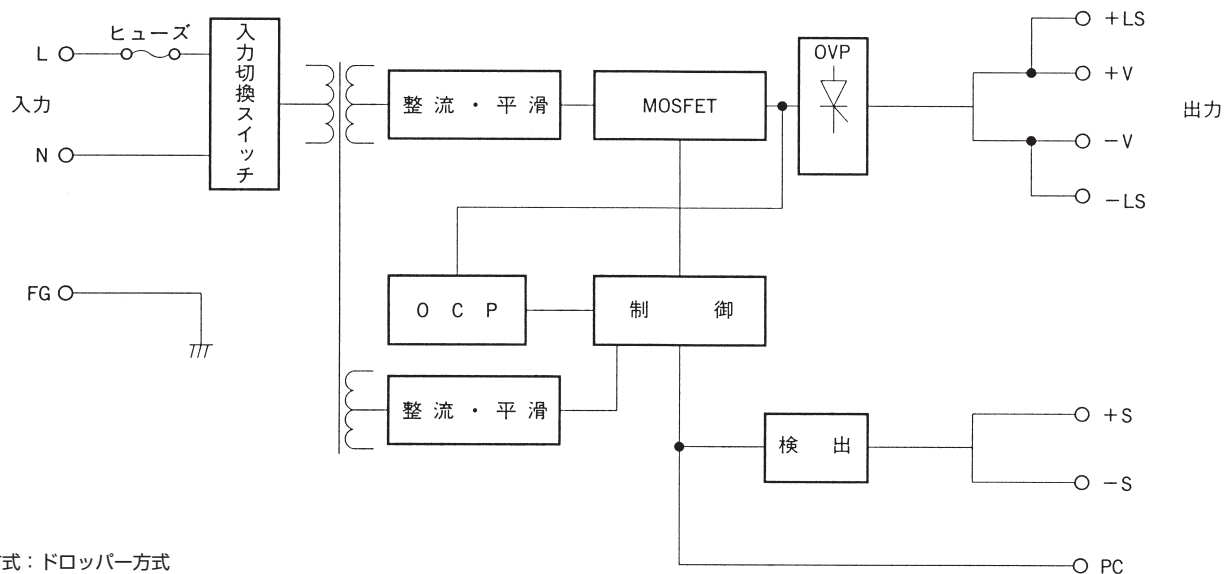 ヒューズ
L
入力
N
FG
入力切換スイッチ
整流・平滑
MOSFET
OVP
+LS
+V
-V
-LS
出力
OCP
制御
整流・平滑
検出
+S
-S
PC
式：ドロッパー方式